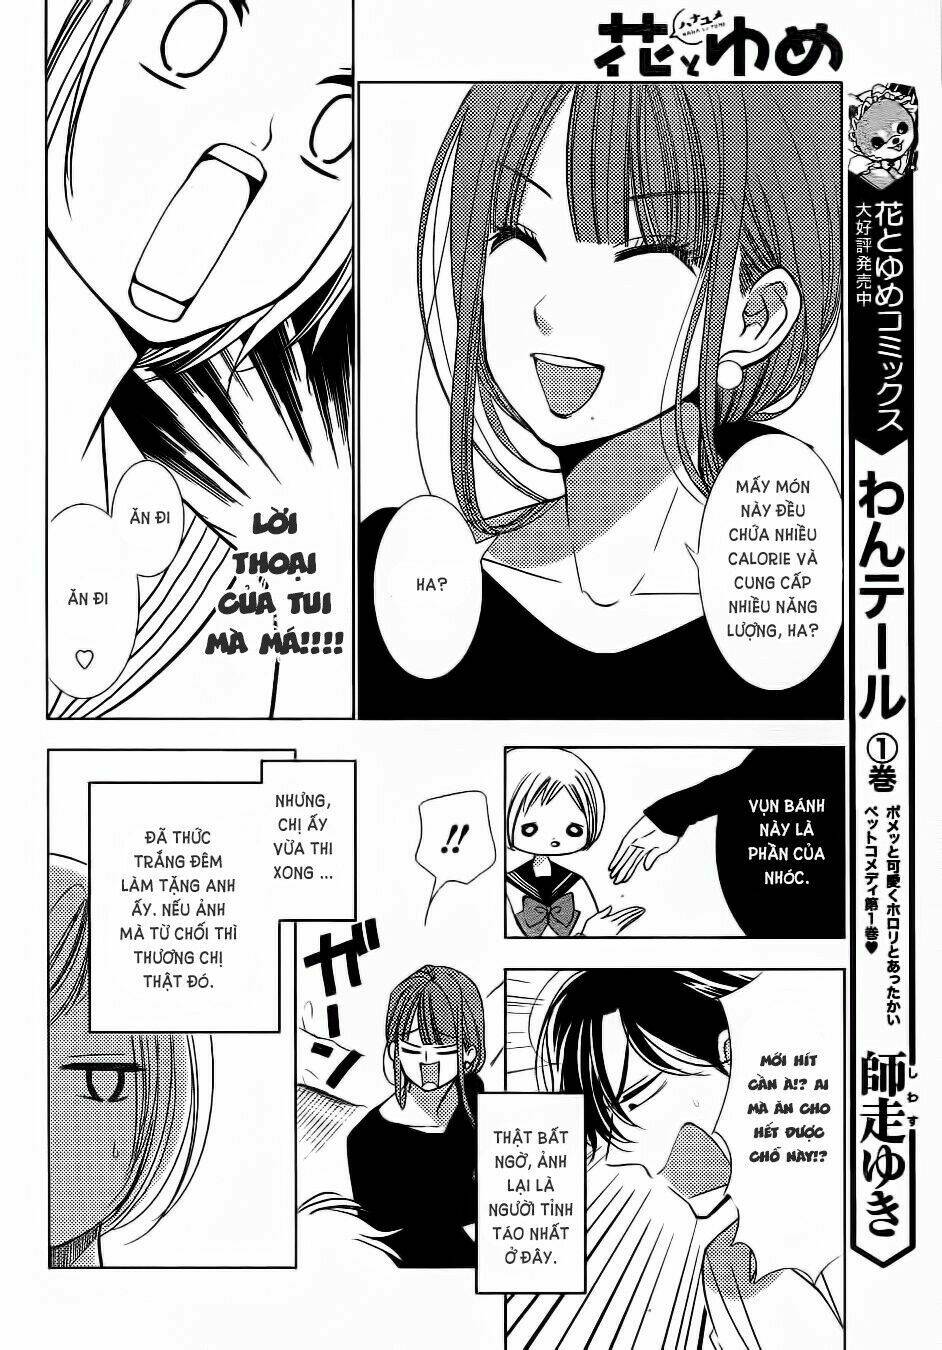 ハナユメ
HANA TO YUME
花とゆめ
MẤY MÓN
NÀY ĐỀU
CHỨA NHIỀU
CALORIE VÀ
CUNG CẤP
NHIỀU NĂNG
LƯỢNG, HA?
HA?
LỜI
THOẠI
CỦA TUI
MÀ MÁ!!!!
ĂN ĐI
ĂN ĐI
♡
VỤN BÁNH
NÀY LÀ
PHẦN CỦA
NHÓC.
!!
NHƯNG,
CHỊ ẤY
VỪA THI
XONG ...
ĐÃ THỨC
TRẮNG ĐÊM
LÀM TẶNG ANH
ẤY. NẾU ẢNH
MÀ TỪ CHỐI THÌ
THƯƠNG CHỊ
THẬT ĐÓ.
ガーん
ゆき
MỚI HÍT
CẦN À!? AI
MÀ ĂN CHO
HẾT ĐƯỢC
CHỖ NÀY!?
THẬT BẤT
NGỜ, ẢNH
LẠI LÀ
NGƯỜI TỈNH
TÁO NHẤT
Ở ĐÂY.
!!
花とゆめコミックス
大好評発売中
わんテール
①巻
ポメッと可愛くホロリとあったかい
ペットコメディ第1巻♥
師走ゆき
しわす